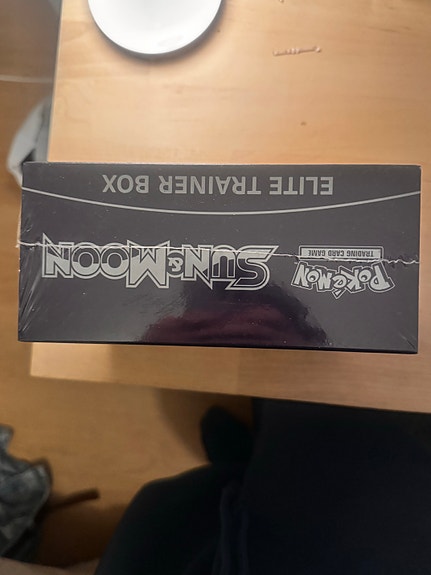 POKéMON
TRADING CARD GAME
SUN & MOON
ELITE TRAINER BOX